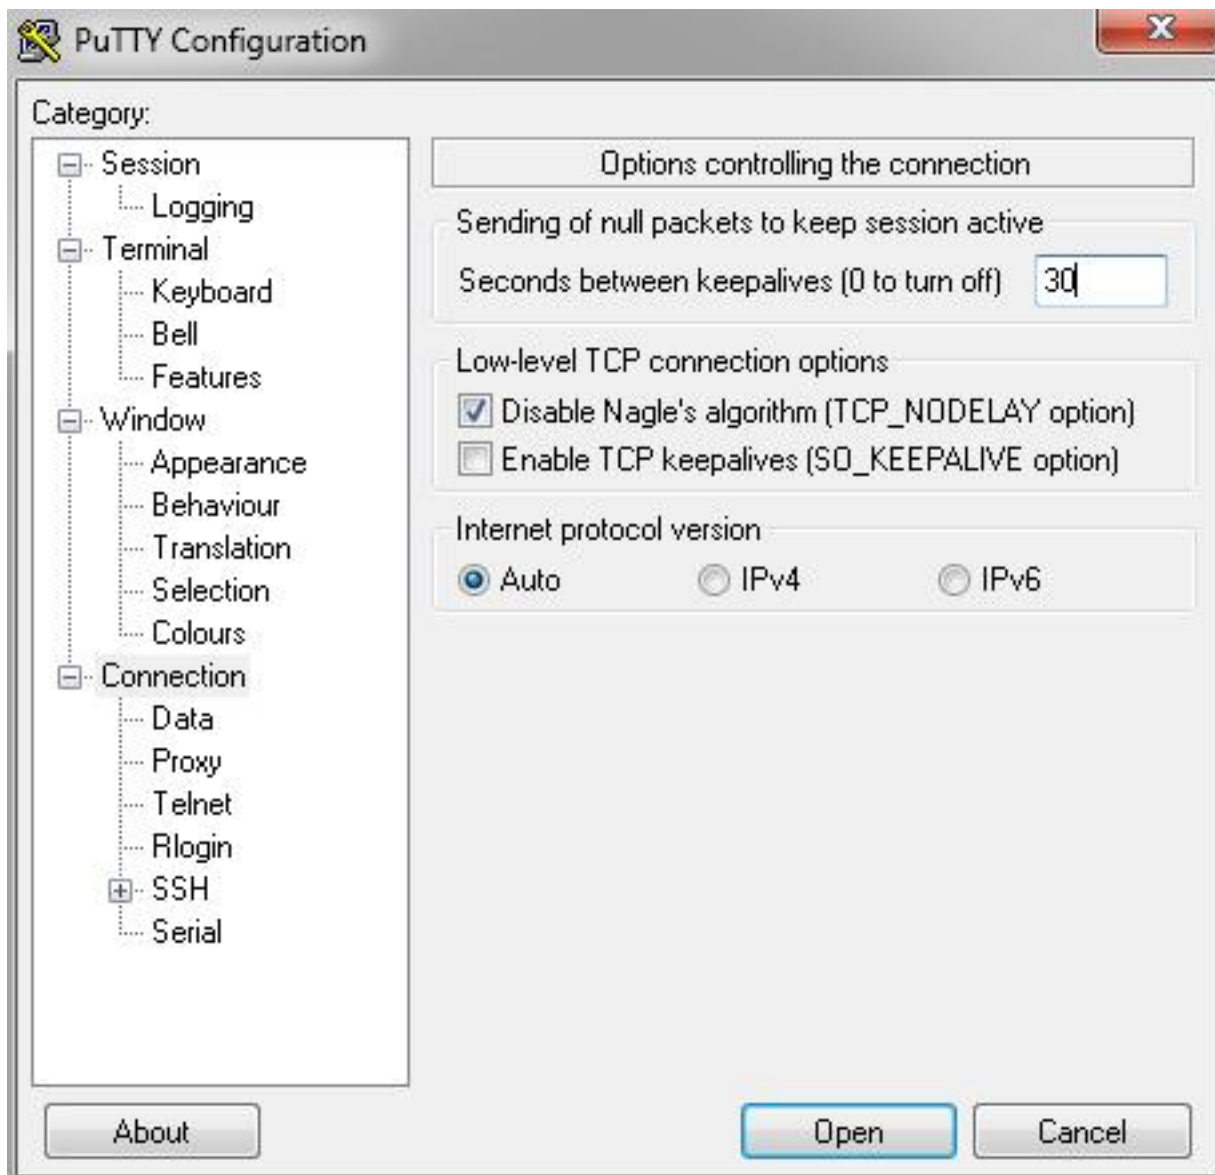 PuTTY Configuration
Category:
Session
Logging
Terminal
Keyboard
Bell
Features
Window
Appearance
Behaviour
Translation
Selection
Colours
Connection
Data
Proxy
Telnet
Rlogin
SSH
Serial
Options controlling the connection
Sending of null packets to keep session active
Seconds between keepalives (0 to turn off) 30
Low-level TCP connection options
Disable Nagle's algorithm (TCP_NODELAY option)
Enable TCP keepalives (SO_KEEPALIVE option)
Internet protocol version
Auto IPv4 IPv6
About Open Cancel